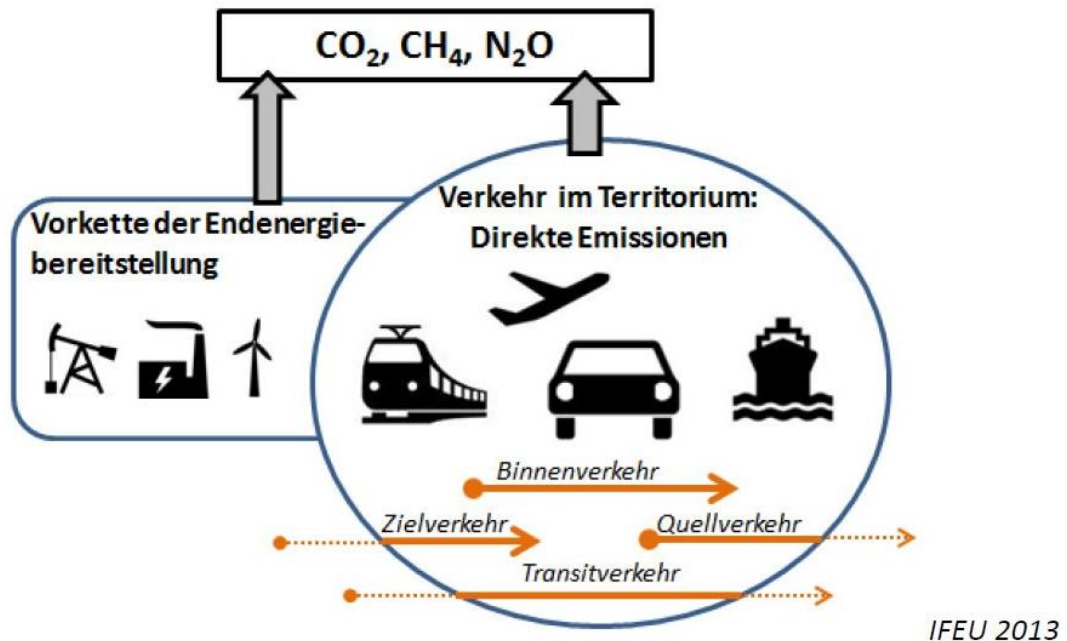 CO₂, CH₄, N₂O
Vorkette der Endenergie-
bereitstellung
Verkehr im Territorium:
Direkte Emissionen
Binnenverkehr
Zielverkehr
Quellverkehr
Transitverkehr
IFEU 2013